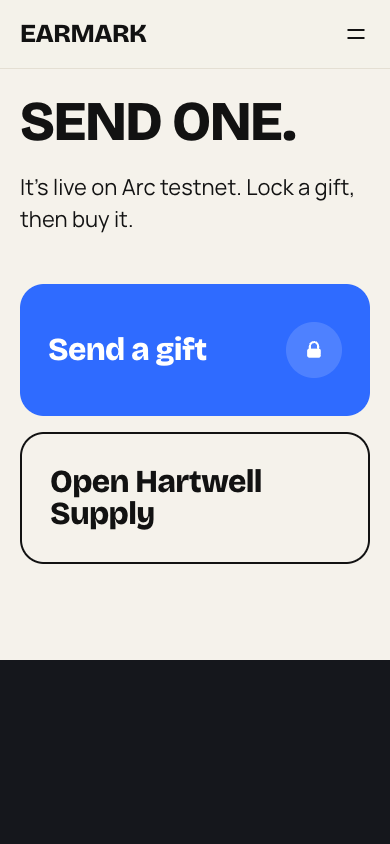 EARMARK
SEND ONE.
It's live on Arc testnet. Lock a gift,
then buy it.
Send a gift
Open Hartwell
Supply